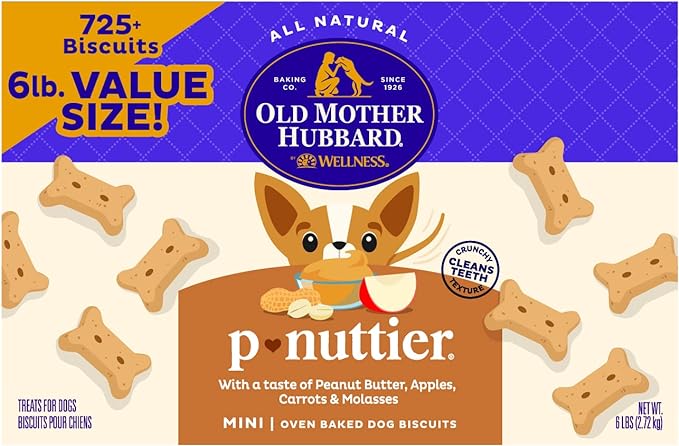 725+
Biscuits
6lb. VALUE
SIZE!
ALL NATURAL
BAKING
CO.
SINCE
1926
OLD MOTHER
HUBBARD®
BY WELLNESS®
CRUNCHY
CLEANS
TEETH
TEXTURE
p♥nuttier®
With a taste of Peanut Butter, Apples,
Carrots & Molasses
MINI | OVEN BAKED DOG BISCUITS
TREATS FOR DOGS
BISCUITS POUR CHIENS
NET WT.
6 LBS (2.72 kg)